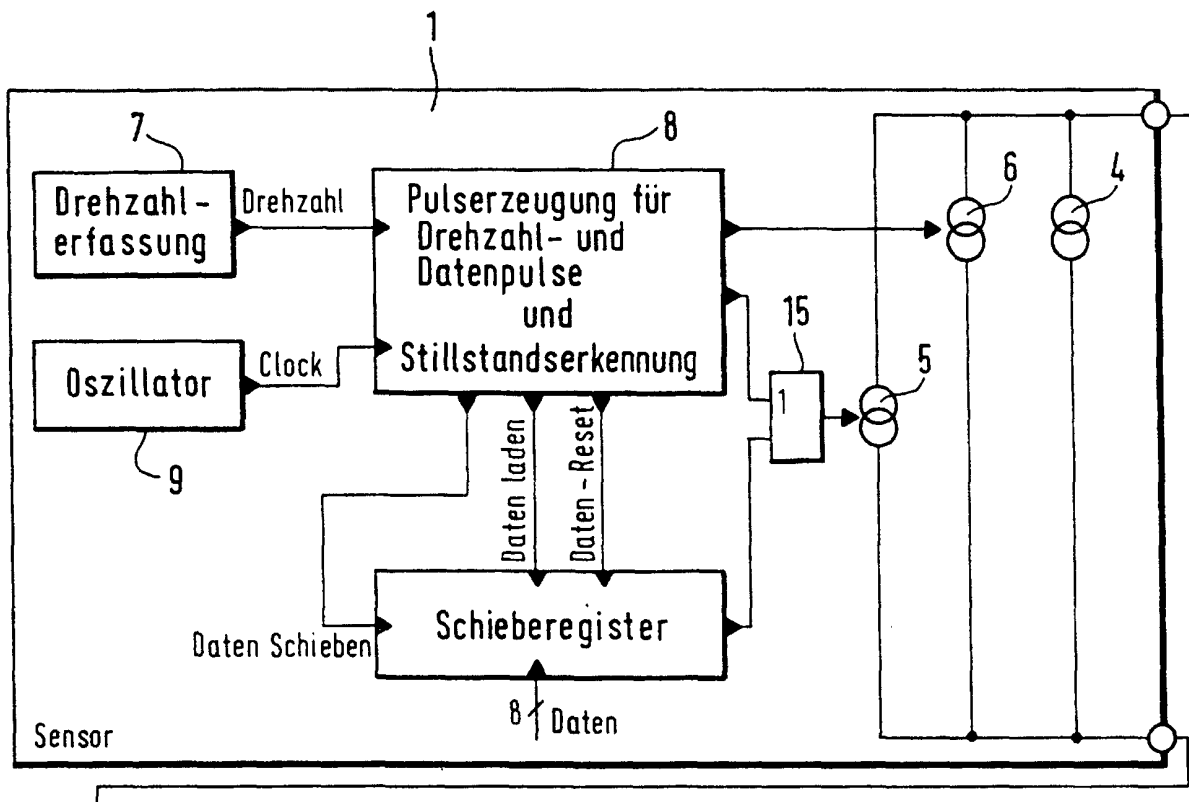 1
7
8
Drehzahl-
erfassung
Drehzahl
Pulserzeugung für
Drehzahl- und
Datenpulse
und
Stillstandserkennung
6
4
Oszillator
Clock
9
15
1
5
Daten laden
Daten-Reset
Daten Schieben
Schieberegister
8
Daten
Sensor